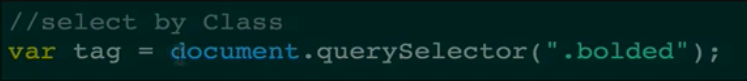 //select by Class
var tag = document.querySelector(".bolded");